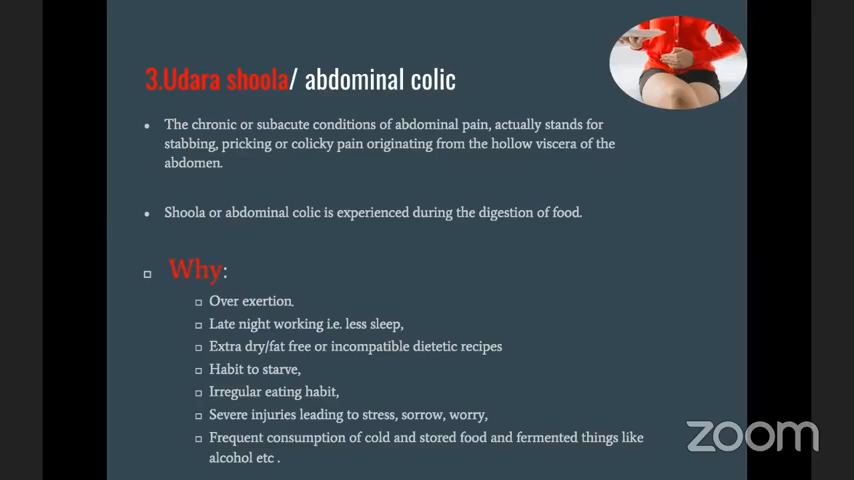 3.Udara shoola/ abdominal colic
The chronic or subacute conditions of abdominal pain, actually stands for
stabbing, pricking or colicky pain originating from the hollow viscera of the
abdomen.
Shoola or abdominal colic is experienced during the digestion of food.
Why:
Over exertion.
Late night working i.e. less sleep,
Extra dry/fat free or incompatible dietetic recipes
Habit to starve,
Irregular eating habit,
Severe injuries leading to stress, sorrow, worry,
Frequent consumption of cold and stored food and fermented things like
alcohol etc .
zoom